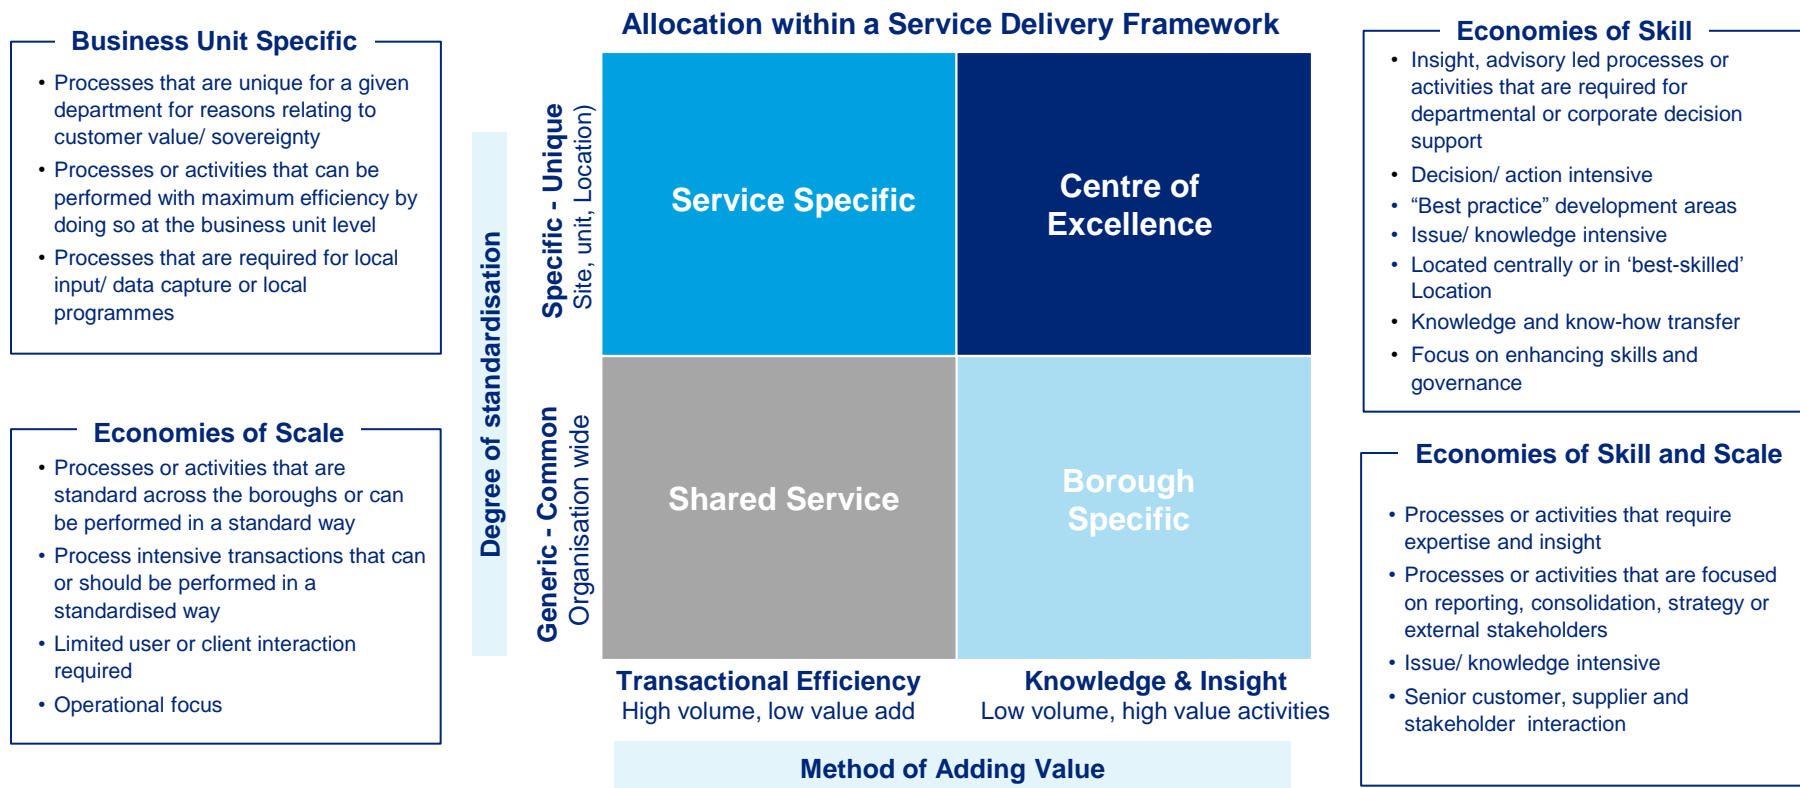 Allocation within a Service Delivery Framework
Business Unit Specific
• Processes that are unique for a given
department for reasons relating to
customer value/ sovereignty
• Processes or activities that can be
performed with maximum efficiency by
doing so at the business unit level
• Processes that are required for local
input/ data capture or local
programmes
Economies of Scale
• Processes or activities that are
standard across the boroughs or can
be performed in a standard way
• Process intensive transactions that can
or should be performed in a
standardised way
• Limited user or client interaction
required
• Operational focus
Degree of standardisation
Specific - Unique
Site, unit, Location)
Generic - Common
Organisation wide
Service Specific
Centre of
Excellence
Shared Service
Borough
Specific
Transactional Efficiency
High volume, low value add
Knowledge & Insight
Low volume, high value activities
Method of Adding Value
Economies of Skill
• Insight, advisory led processes or
activities that are required for
departmental or corporate decision
support
• Decision/ action intensive
• “Best practice” development areas
• Issue/ knowledge intensive
• Located centrally or in ‘best-skilled’
Location
• Knowledge and know-how transfer
• Focus on enhancing skills and
governance
Economies of Skill and Scale
• Processes or activities that require
expertise and insight
• Processes or activities that are focused
on reporting, consolidation, strategy or
external stakeholders
• Issue/ knowledge intensive
• Senior customer, supplier and
stakeholder interaction